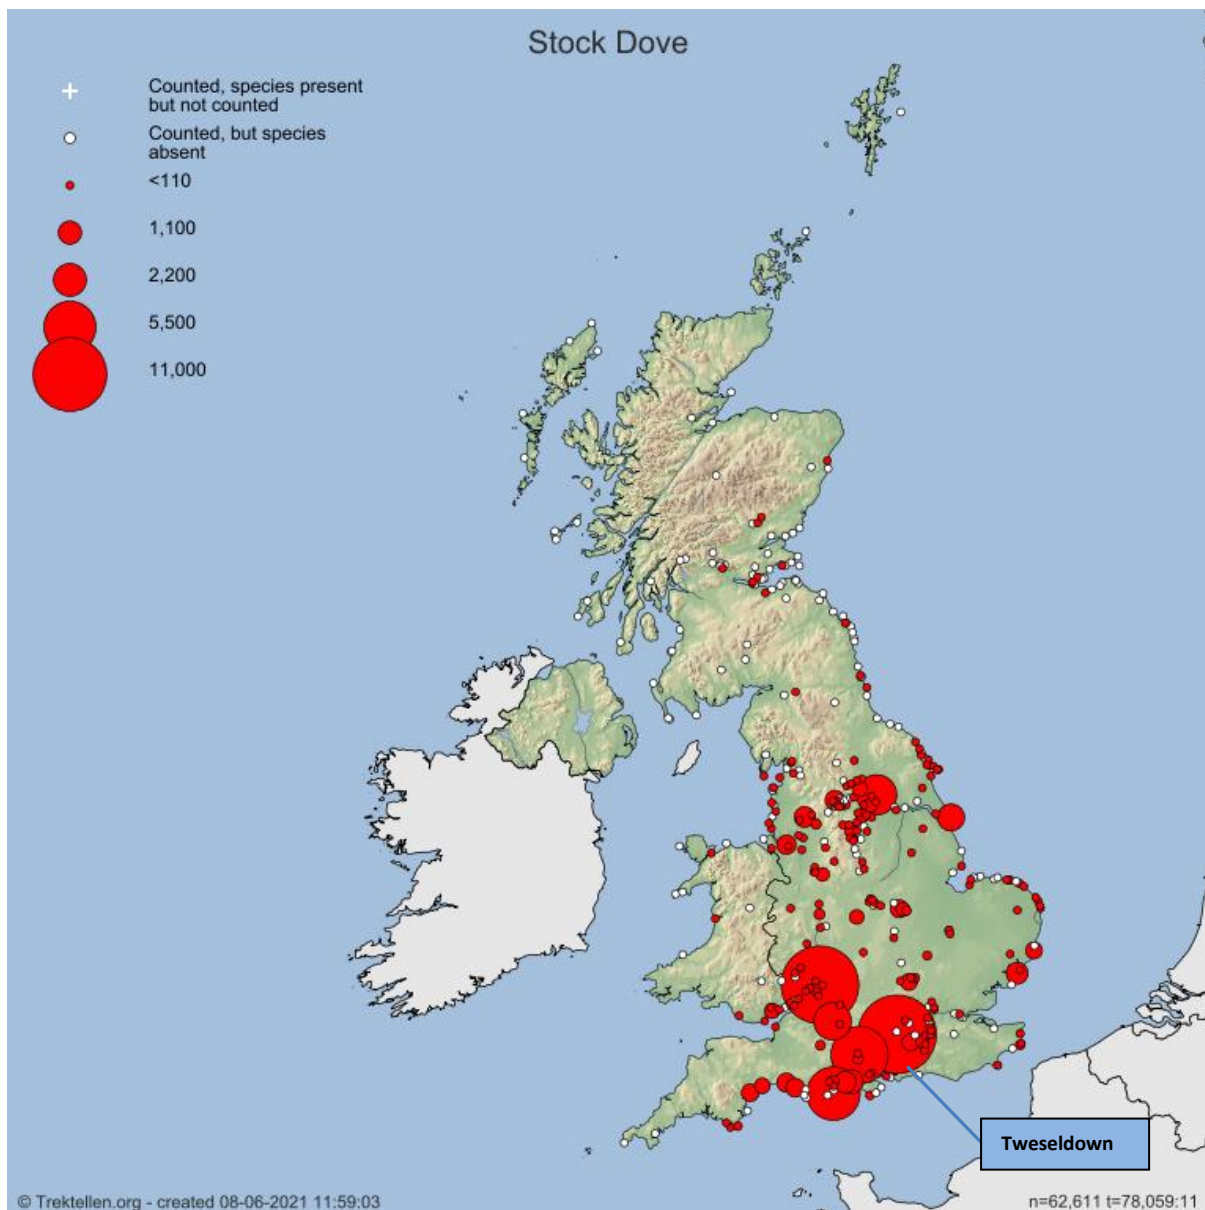 Stock Dove
Counted, species present
but not counted
Counted, but species
absent
<110
1,100
2,200
5,500
11,000
Tweseldown
© Trektellen.org - created 08-06-2021 11:59:03
n=62,611 t=78,059:11